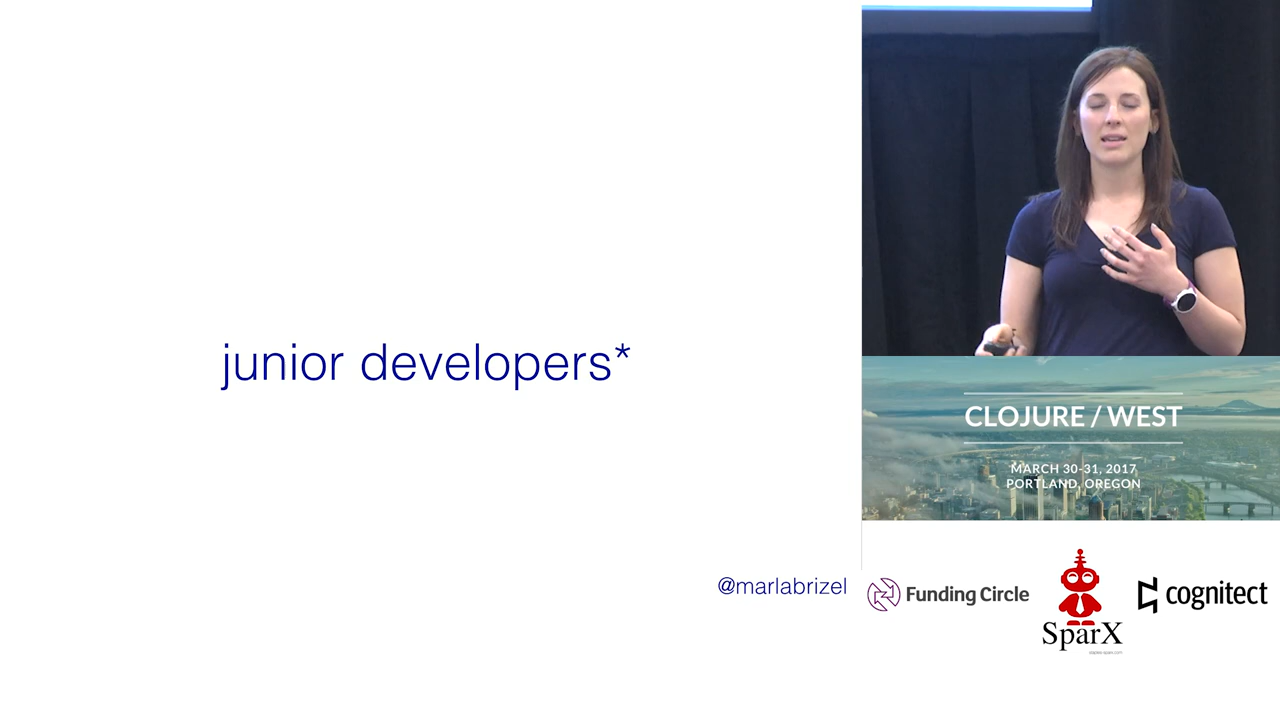 junior developers*
@marlabrizel
CLOJURE / WEST
MARCH 30-31, 2017
PORTLAND, OREGON
Funding Circle
SparX
cognitect